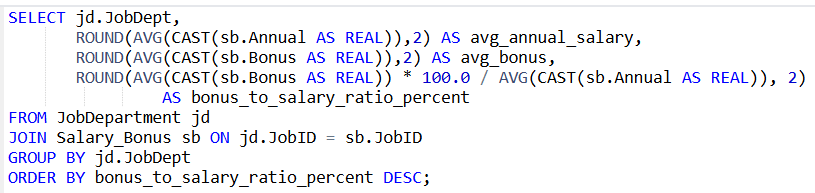 SELECT jd.JobDept,
ROUND(AVG(CAST(sb.Annual AS REAL)),2) AS avg_annual_salary,
ROUND(AVG(CAST(sb.Bonus AS REAL)),2) AS avg_bonus,
ROUND(AVG(CAST(sb.Bonus AS REAL)) * 100.0 / AVG(CAST(sb.Annual AS REAL)), 2)
AS bonus_to_salary_ratio_percent
FROM JobDepartment jd
JOIN Salary_Bonus sb ON jd.JobID = sb.JobID
GROUP BY jd.JobDept
ORDER BY bonus_to_salary_ratio_percent DESC;